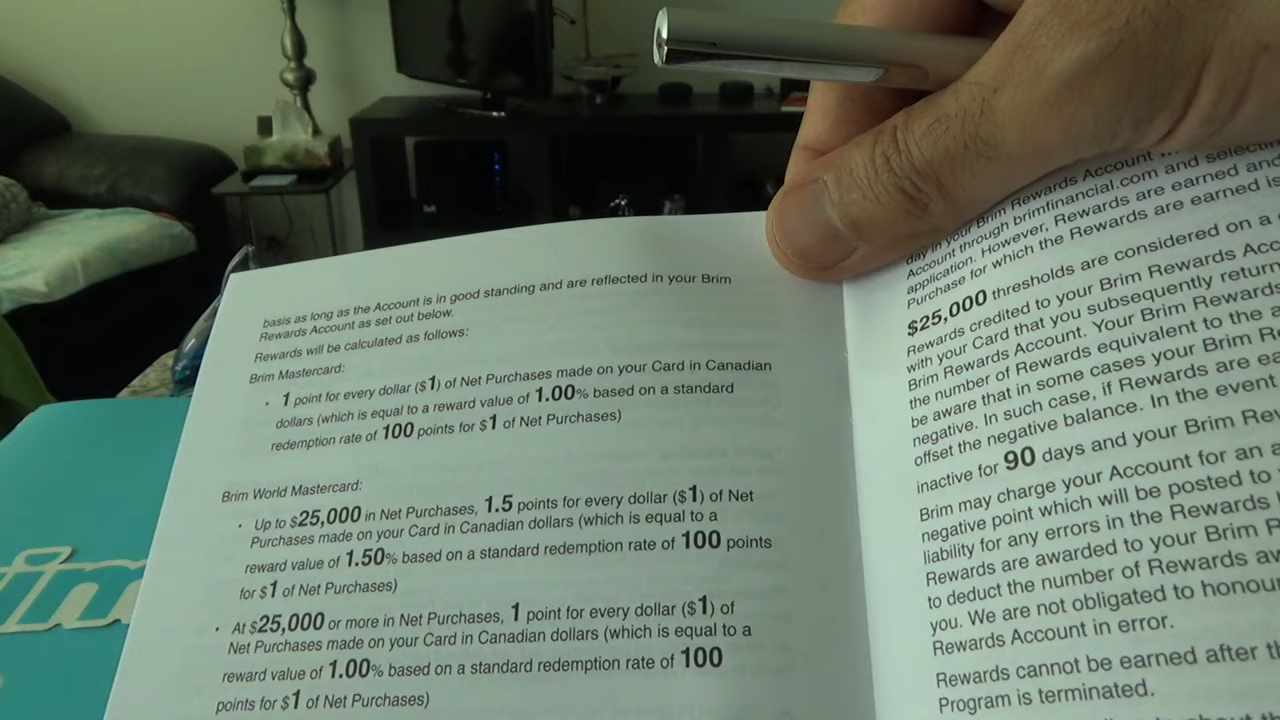 basis as long as the Account is in good standing and are reflected in your Brim
Rewards Account as set out below.
Rewards will be calculated as follows:
Brim Mastercard:
• 1 point for every dollar ($1) of Net Purchases made on your Card in Canadian
dollars (which is equal to a reward value of 1.00% based on a standard
redemption rate of 100 points for $1 of Net Purchases)
Brim World Mastercard:
• Up to $25,000 in Net Purchases, 1.5 points for every dollar ($1) of Net
Purchases made on your Card in Canadian dollars (which is equal to a
reward value of 1.50% based on a standard redemption rate of 100 points
for $1 of Net Purchases)
• At $25,000 or more in Net Purchases, 1 point for every dollar ($1) of
Net Purchases made on your Card in Canadian dollars (which is equal to a
reward value of 1.00% based on a standard redemption rate of 100
points for $1 of Net Purchases)
day in your Brim Rewards Account
Account through brimfinancial.com and
application. However, Rewards are earned and
Purchase for which the Rewards are earned is
$25,000 thresholds are considered on a
Rewards credited to your Brim Rewards
with your Card that you subsequently
Brim Rewards Account. Your Brim Rewards
the number of Rewards equivalent to the
be aware that in some cases your Brim
negative. In such case, if Rewards are
offset the negative balance. In the event
inactive for 90 days and your Brim
Brim may charge your Account for an
negative point which will be posted to
liability for any errors in the Rewards
Rewards are awarded to your Brim
to deduct the number of Rewards
you. We are not obligated to
Rewards Account in error.
Rewards cannot be earned after
Program is terminated.